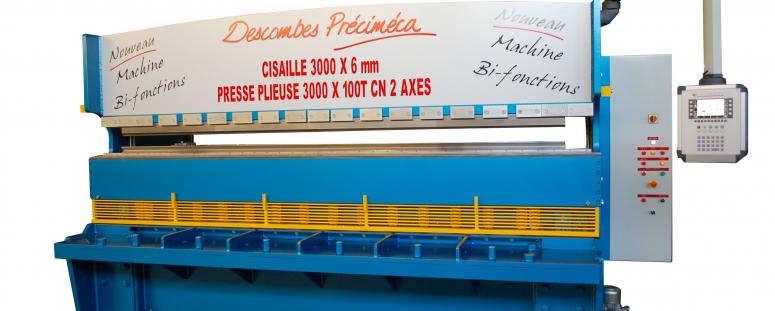 Nouveau
Machine
Bi-fonctions
Descombes Préciméca
CISAILLE 3000 X 6 mm
PRESSE PLIEUSE 3000 X 100T CN 2 AXES
Nouveau
Machine
Bi-fonctions